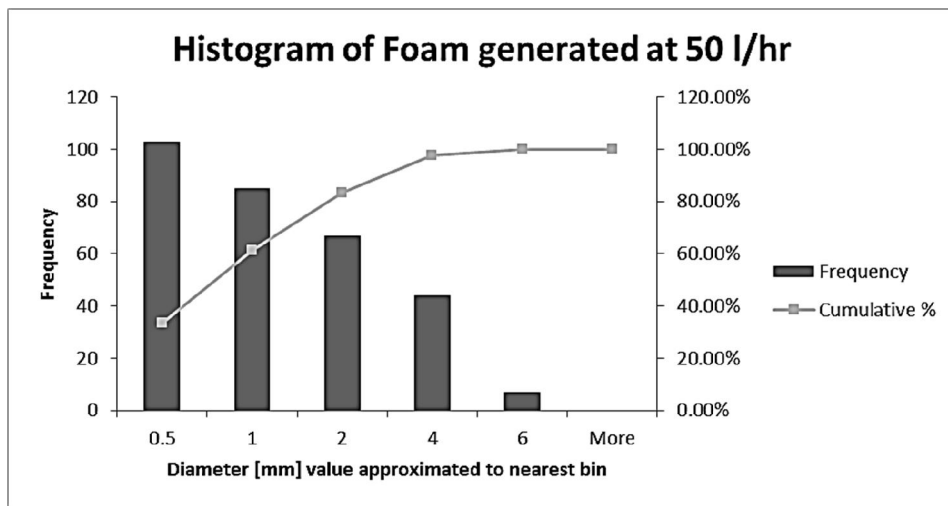 Histogram of Foam generated at 50 l/hr
120
100
80
60
40
20
0
Frequency
120.00%
100.00%
80.00%
60.00%
40.00%
20.00%
0.00%
0.5 1 2 4 6 More
Diameter [mm] value approximated to nearest bin
Frequency
Cumulative %